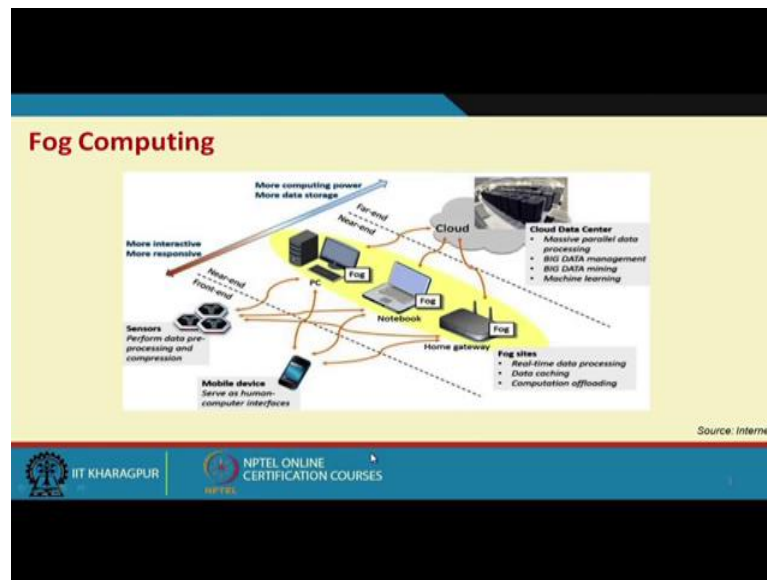 Fog Computing
More computing power
More data storage
Far-end
Near-end
Cloud
Cloud Data Center
• Massive parallel data
processing
• BIG DATA management
• BIG DATA mining
• Machine learning
More interactive
More responsive
Near-end
Front-end
Fog
PC
Fog
Notebook
Fog
Home gateway
Sensors
Perform data pre-
processing and
compression
Mobile device
Serve as human-
computer interfaces
Fog sites
• Real-time data processing
• Data caching
• Computation offloading
Source: Interne
IIT KHARAGPUR
NPTEL
NPTEL ONLINE
CERTIFICATION COURSES